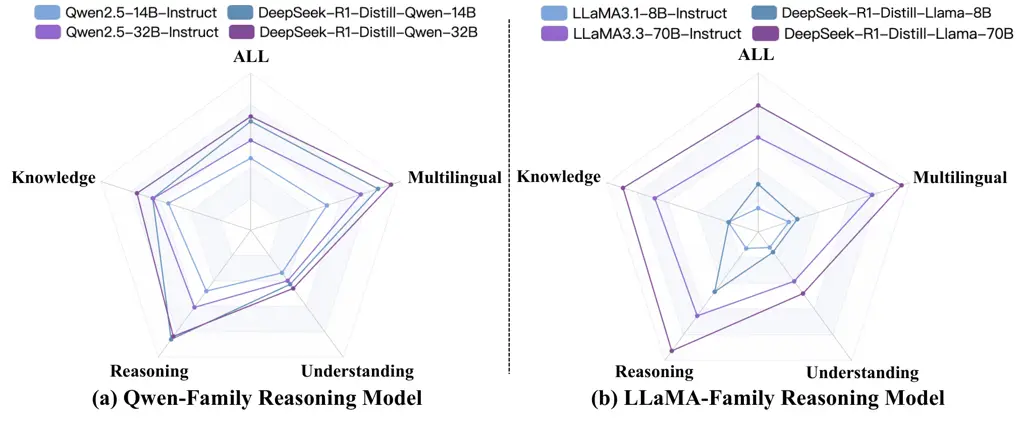 Qwen2.5-14B-Instruct DeepSeek-R1-Distill-Qwen-14B
Qwen2.5-32B-Instruct DeepSeek-R1-Distill-Qwen-32B
ALL
Knowledge
Multilingual
Reasoning
Understanding
(a) Qwen-Family Reasoning Model
LLaMA3.1-8B-Instruct DeepSeek-R1-Distill-Llama-8B
LLaMA3.3-70B-Instruct DeepSeek-R1-Distill-Llama-70B
ALL
Knowledge
Multilingual
Reasoning
Understanding
(b) LLaMA-Family Reasoning Model